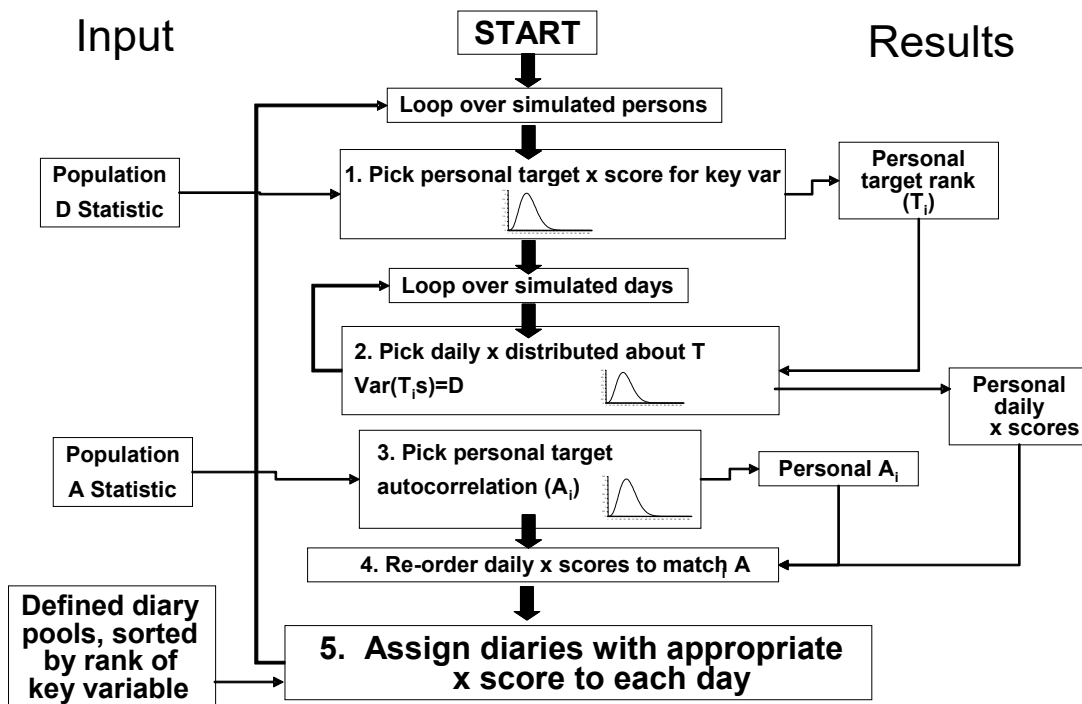 Input
START
Results
Loop over simulated persons
Population
D Statistic
1. Pick personal target x score for key var
Personal
target rank
(Ti)
Loop over simulated days
2. Pick daily x distributed about T
Var(Tis)=D
Personal
daily
x scores
Population
A Statistic
3. Pick personal target
autocorrelation (Ai)
Personal Ai
4. Re-order daily x scores to match Ai
Defined diary
pools, sorted
by rank of
key variable
5. Assign diaries with appropriate
x score to each day